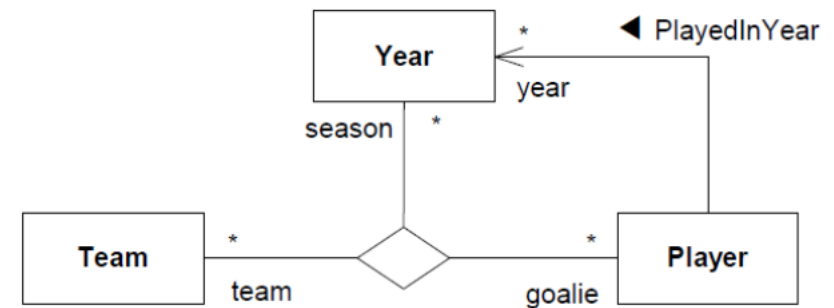 * ◀ PlayedInYear
Year
year
season *
Team * * Player
team goalie